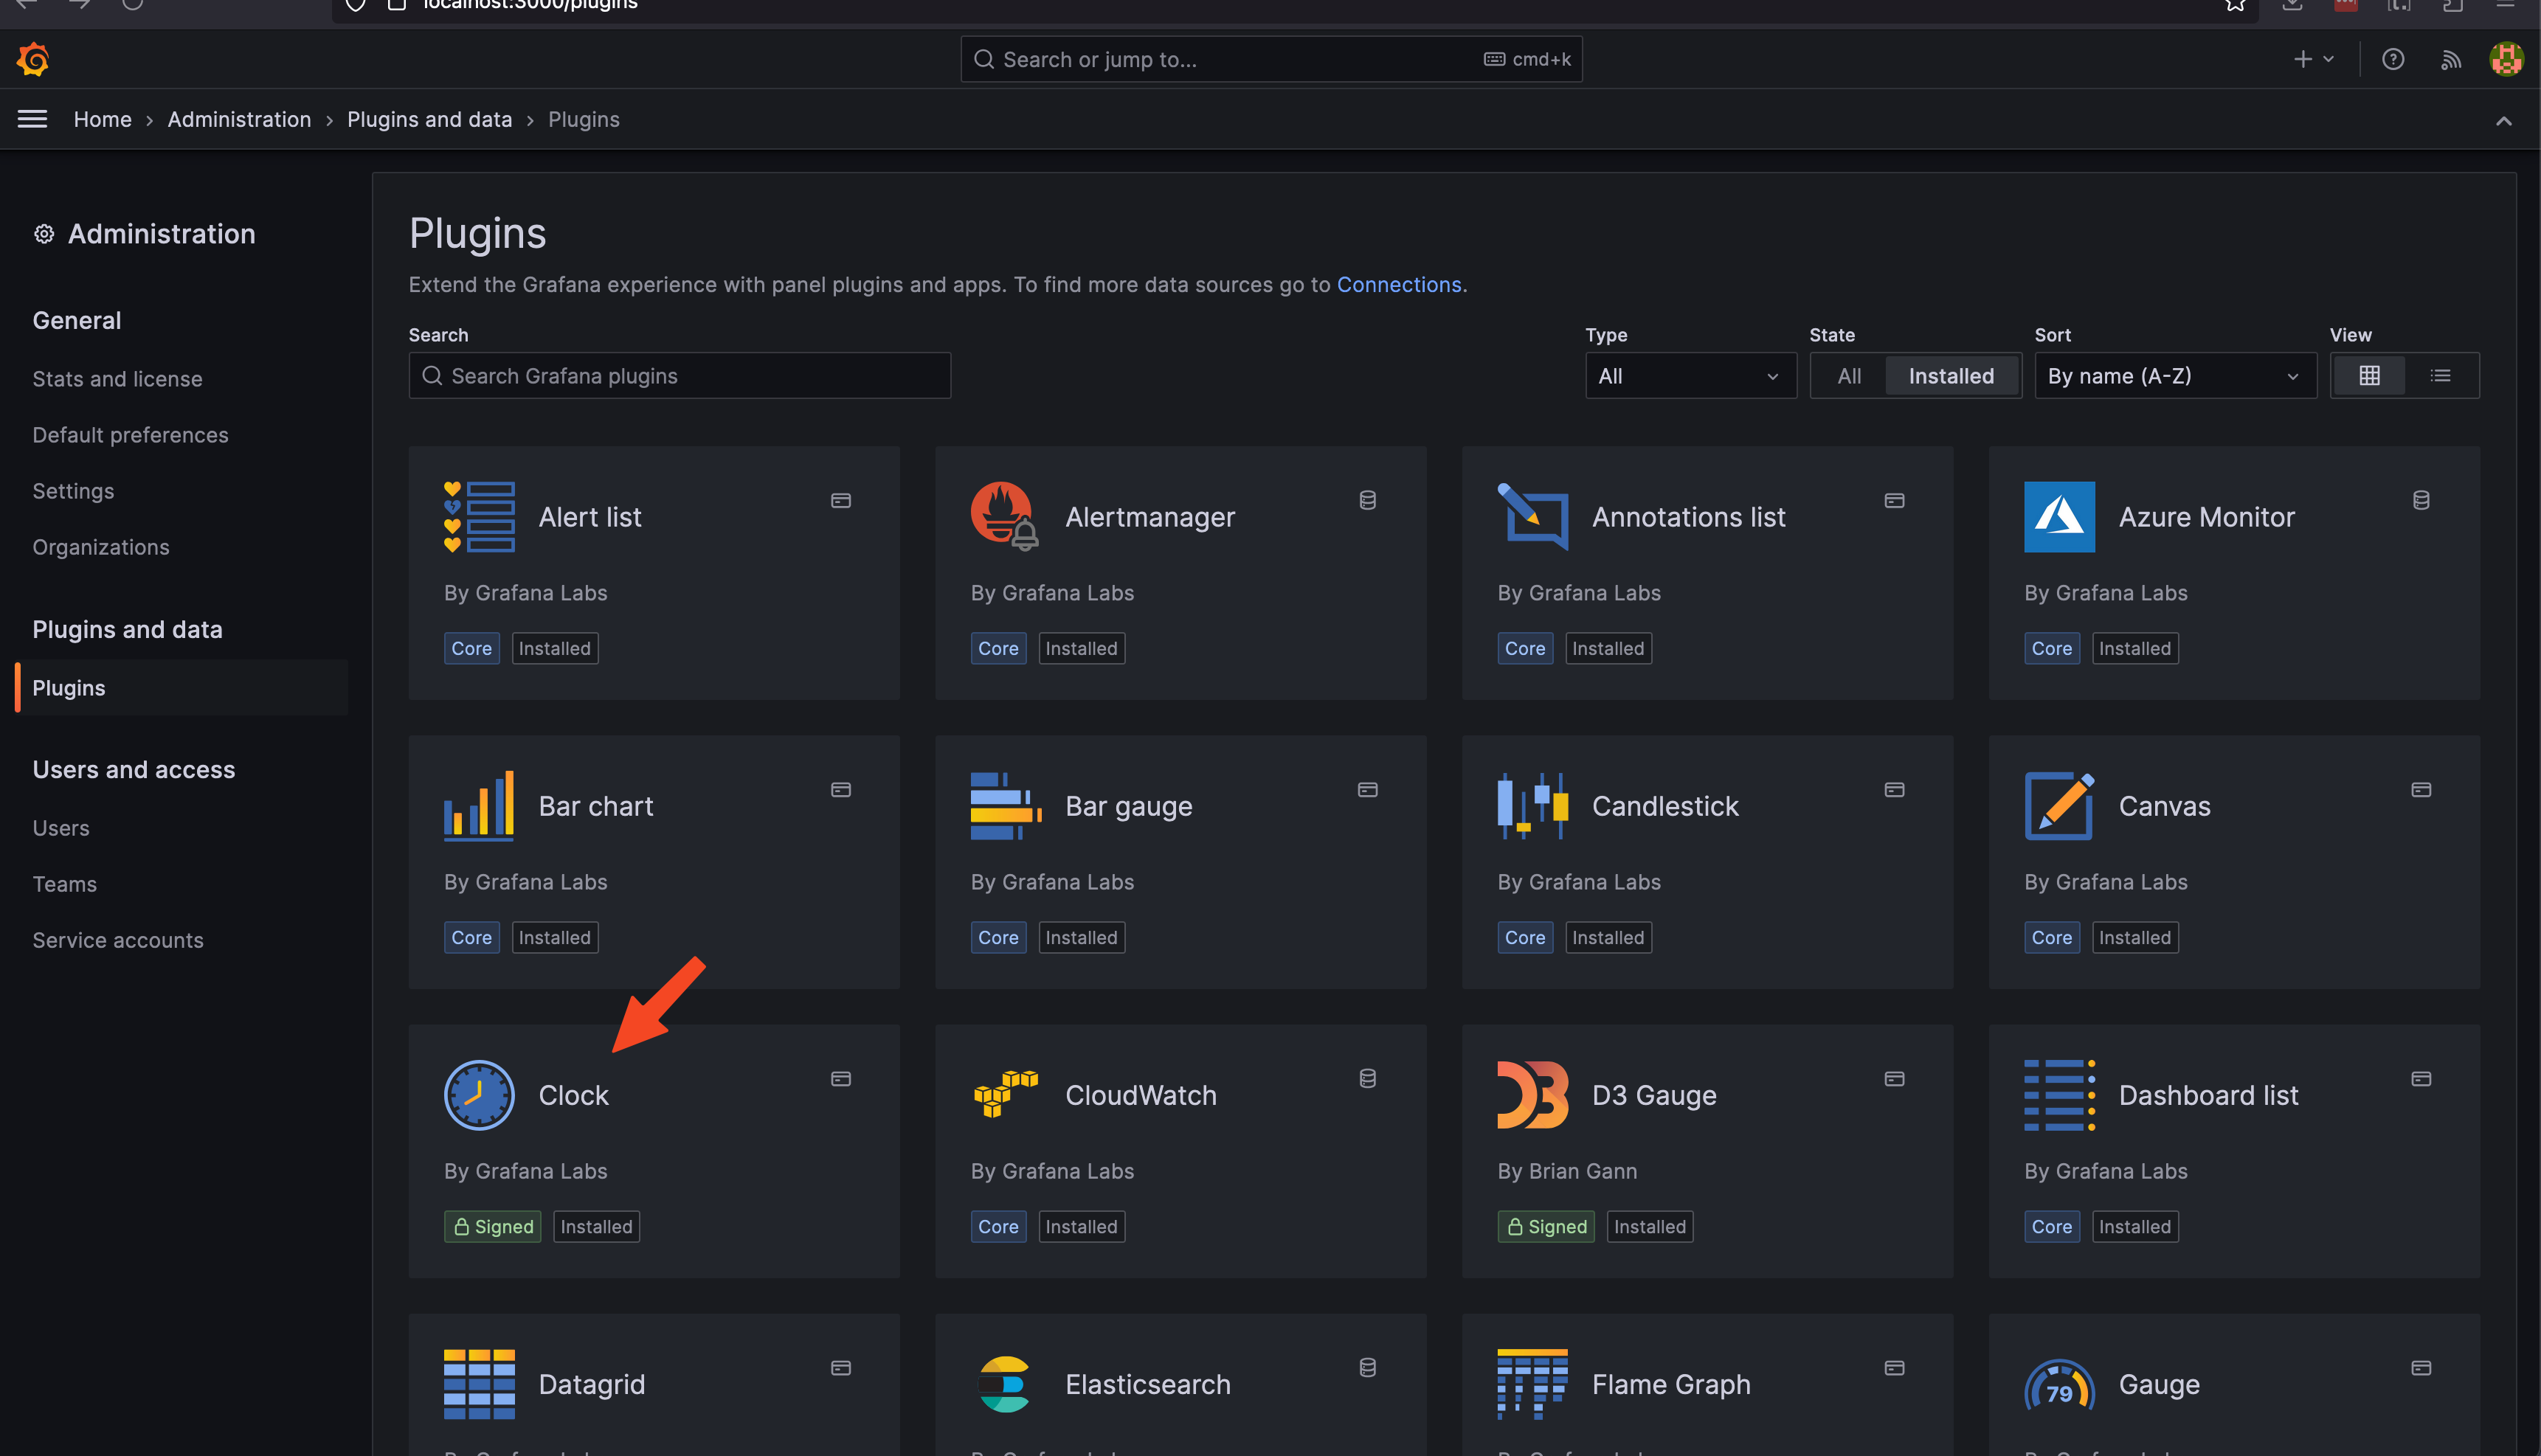 localhost:3000/plugins
Search or jump to...
cmd+k
Home › Administration › Plugins and data › Plugins
Administration
General
Stats and license
Default preferences
Settings
Organizations
Plugins and data
Plugins
Users and access
Users
Teams
Service accounts
Plugins
Extend the Grafana experience with panel plugins and apps. To find more data sources go to Connections.
Search
Search Grafana plugins
Type
All
State
All Installed
Sort
By name (A-Z)
View
Alert list
By Grafana Labs
Core Installed
Alertmanager
By Grafana Labs
Core Installed
Annotations list
By Grafana Labs
Core Installed
Azure Monitor
By Grafana Labs
Core Installed
Bar chart
By Grafana Labs
Core Installed
Bar gauge
By Grafana Labs
Core Installed
Candlestick
By Grafana Labs
Core Installed
Canvas
By Grafana Labs
Core Installed
Clock
By Grafana Labs
Signed Installed
CloudWatch
By Grafana Labs
Core Installed
D3 Gauge
By Brian Gann
Signed Installed
Dashboard list
By Grafana Labs
Core Installed
Datagrid
Elasticsearch
Flame Graph
79
Gauge